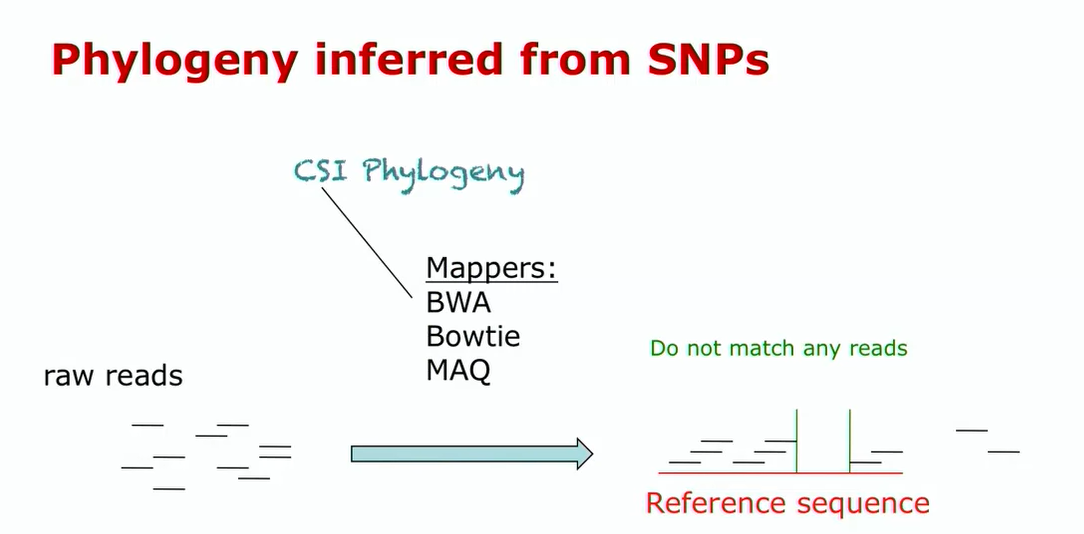 Phylogeny inferred from SNPs
CSI Phylogeny
Mappers:
BWA
Bowtie
MAQ
Do not match any reads
raw reads
Reference sequence